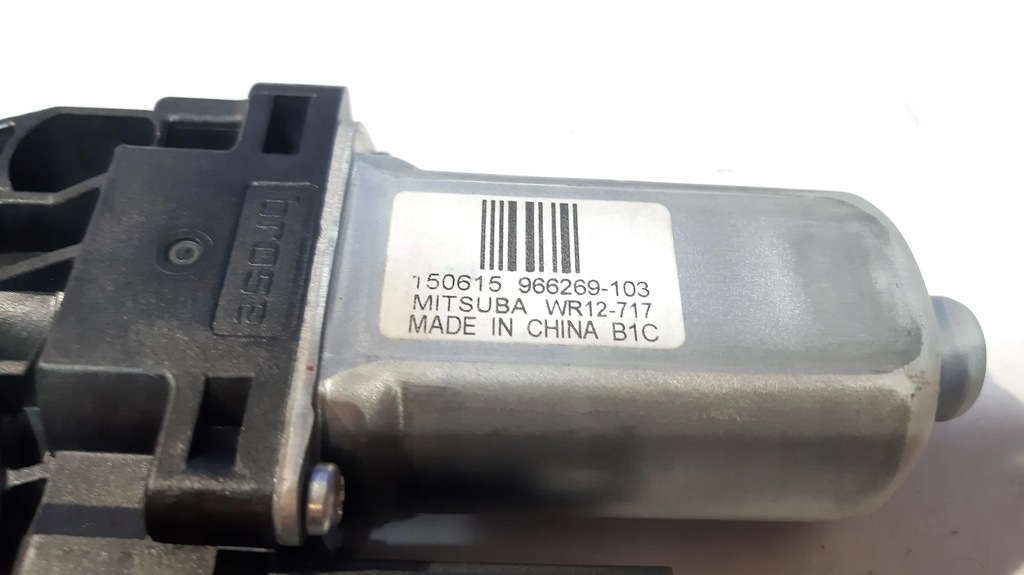 brose
150615 966269-103
MITSUBA WR12-717
MADE IN CHINA B1C